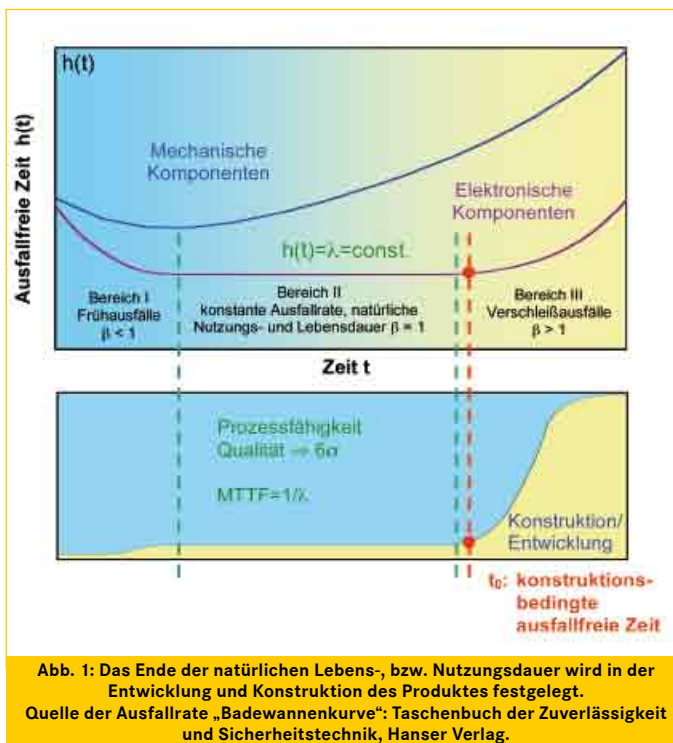 h(t)
Ausfallfreie Zeit h(t)
Mechanische
Komponenten
Elektronische
Komponenten
h(t)=λ=const.
Bereich I
Frühausfälle
β < 1
Bereich II
konstante Ausfallrate, natürliche
Nutzungs- und Lebensdauer β = 1
Bereich III
Verschleißausfälle
β > 1
Zeit t
Prozessfähigkeit
Qualität → 6σ
MTTF=1/λ
Konstruktion/
Entwicklung
t₀: konstruktions-
bedingte
ausfallfreie Zeit
Abb. 1: Das Ende der natürlichen Lebens-, bzw. Nutzungsdauer wird in der
Entwicklung und Konstruktion des Produktes festgelegt.
Quelle der Ausfallrate „Badewannenkurve“: Taschenbuch der Zuverlässigkeit
und Sicherheitstechnik, Hanser Verlag.